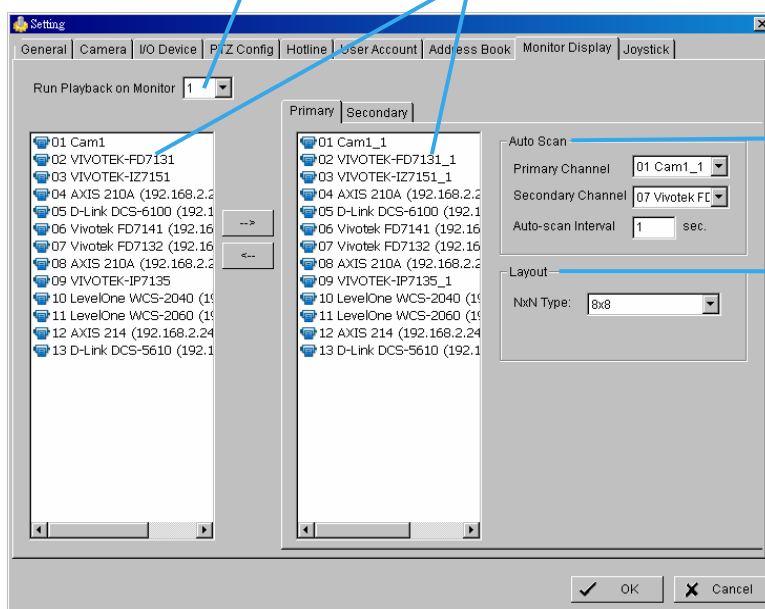 Setting
General Camera I/O Device PTZ Config Hotline User Account Address Book Monitor Display Joystick
Run Playback on Monitor 1
Primary Secondary
01 Cam1
02 VIVOTEK-FD7131
03 VIVOTEK-IZ7151
04 AXIS 210A (192.168.2.2
05 D-Link DCS-6100 (192.1
06 Vivotek FD7141 (192.16
07 Vivotek FD7132 (192.16
08 AXIS 210A (192.168.2.2
09 VIVOTEK-IP7135
10 LevelOne WCS-2040 (19
11 LevelOne WCS-2060 (19
12 AXIS 214 (192.168.2.24
13 D-Link DCS-5610 (192.1
-->
<--
01 Cam1_1
02 VIVOTEK-FD7131_1
03 VIVOTEK-IZ7151_1
04 AXIS 210A (192.168.2.2
05 D-Link DCS-6100 (192.1
06 Vivotek FD7141 (192.16
07 Vivotek FD7132 (192.16
08 AXIS 210A (192.168.2.2
09 VIVOTEK-IP7135_1
10 LevelOne WCS-2040 (19
11 LevelOne WCS-2060 (19
12 AXIS 214 (192.168.2.24
13 D-Link DCS-5610 (192.1
Auto Scan
Primary Channel 01 Cam1_1
Secondary Channel 07 Vivotek FD
Auto-scan Interval 1 sec.
Layout
NxN Type: 8x8
OK Cancel